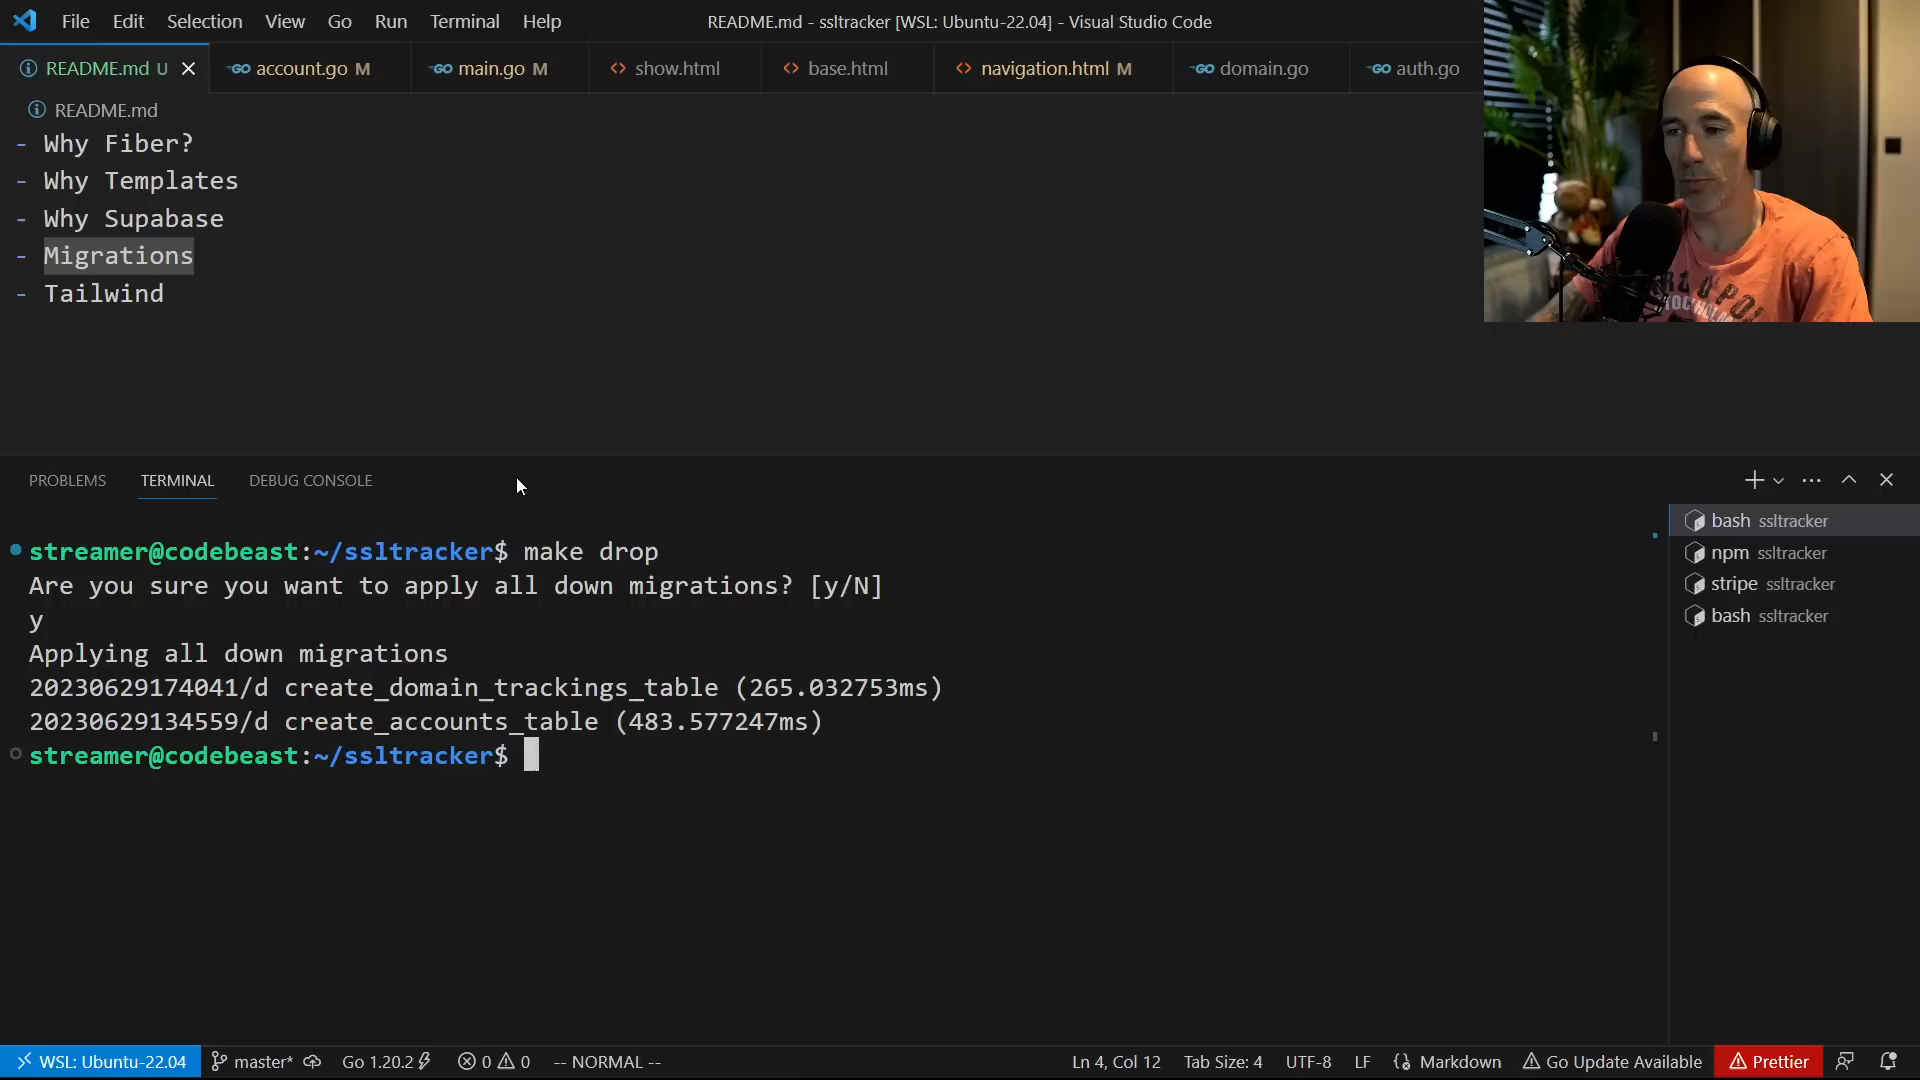 File Edit Selection View Go Run Terminal Help
README.md - ssltracker [WSL: Ubuntu-22.04] - Visual Studio Code
README.md U account.go M main.go M show.html base.html navigation.html M domain.go auth.go
README.md
- Why Fiber?
- Why Templates
- Why Supabase
- Migrations
- Tailwind
PROBLEMS TERMINAL DEBUG CONSOLE
streamer@codebeast:~/ssltracker$ make drop
Are you sure you want to apply all down migrations? [y/N]
y
Applying all down migrations
20230629174041/d create_domain_trackings_table (265.032753ms)
20230629134559/d create_accounts_table (483.577247ms)
streamer@codebeast:~/ssltracker$
bash ssltracker
npm ssltracker
stripe ssltracker
bash ssltracker
WSL: Ubuntu-22.04 master* Go 1.20.2 0 0 -- NORMAL -- Ln 4, Col 12 Tab Size: 4 UTF-8 LF Markdown Go Update Available Prettier